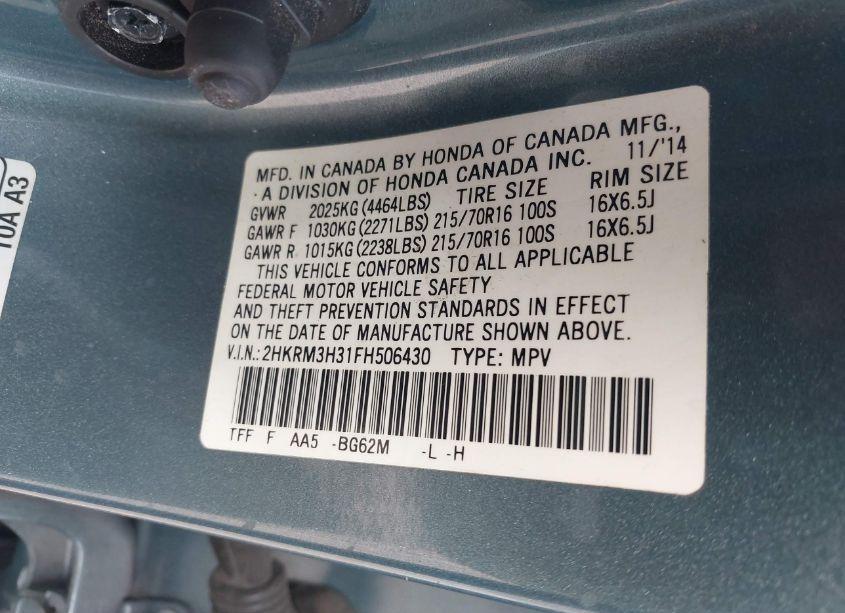 MFD. IN CANADA BY HONDA OF CANADA MFG.,
A DIVISION OF HONDA CANADA INC. 11/'14
GVWR 2025KG (4464LBS) TIRE SIZE RIM SIZE
GAWR F 1030KG (2271LBS) 215/70R16 100S 16X6.5J
GAWR R 1015KG (2238LBS) 215/70R16 100S 16X6.5J
THIS VEHICLE CONFORMS TO ALL APPLICABLE
FEDERAL MOTOR VEHICLE SAFETY
AND THEFT PREVENTION STANDARDS IN EFFECT
ON THE DATE OF MANUFACTURE SHOWN ABOVE.
V.I.N.: 2HKRM3H31FH506430 TYPE: MPV
TFF F AA5 -BG62M -L -H
10A A3